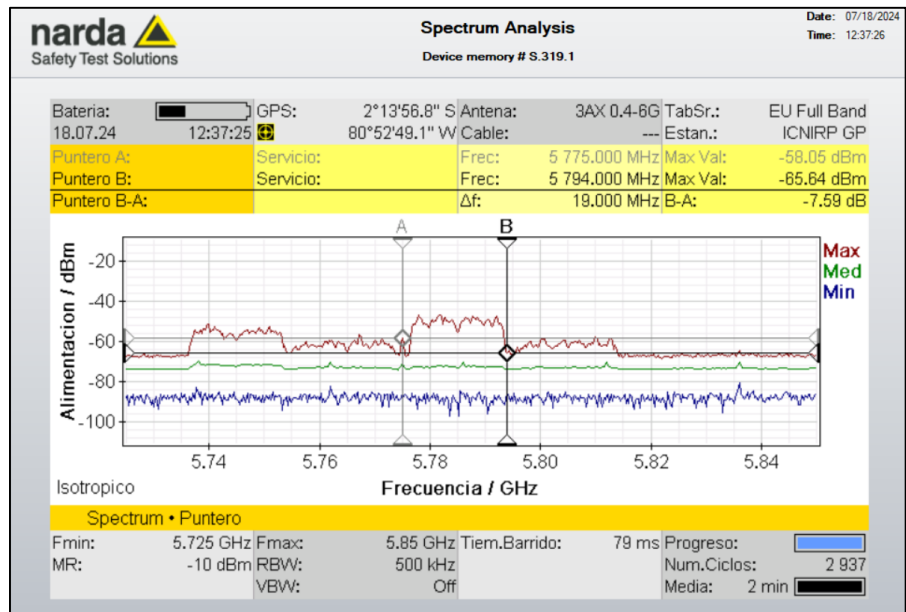 narda
Safety Test Solutions
Spectrum Analysis
Device memory # S.319.1
Date: 07/18/2024
Time: 12:37:26
Bateria: GPS: 2°13'56.8" S Antena: 3AX 0.4-6G TabSr.: EU Full Band
18.07.24 12:37:25 80°52'49.1" W Cable: --- Estan.: ICNIRP GP
Puntero A: Servicio: Frec: 5 775.000 MHz Max Val: -58.05 dBm
Puntero B: Servicio: Frec: 5 794.000 MHz Max Val: -65.64 dBm
Puntero B-A: Δf: 19.000 MHz B-A: -7.59 dB
A B
Alimentacion / dBm
-20
-40
-60
-80
-100
Max
Med
Min
5.74 5.76 5.78 5.80 5.82 5.84
Isotropico Frecuencia / GHz
Spectrum • Puntero
Fmin: 5.725 GHz Fmax: 5.85 GHz Tiem.Barrido: 79 ms Progreso:
MR: -10 dBm RBW: 500 kHz Num.Ciclos: 2 937
VBW: Off Media: 2 min